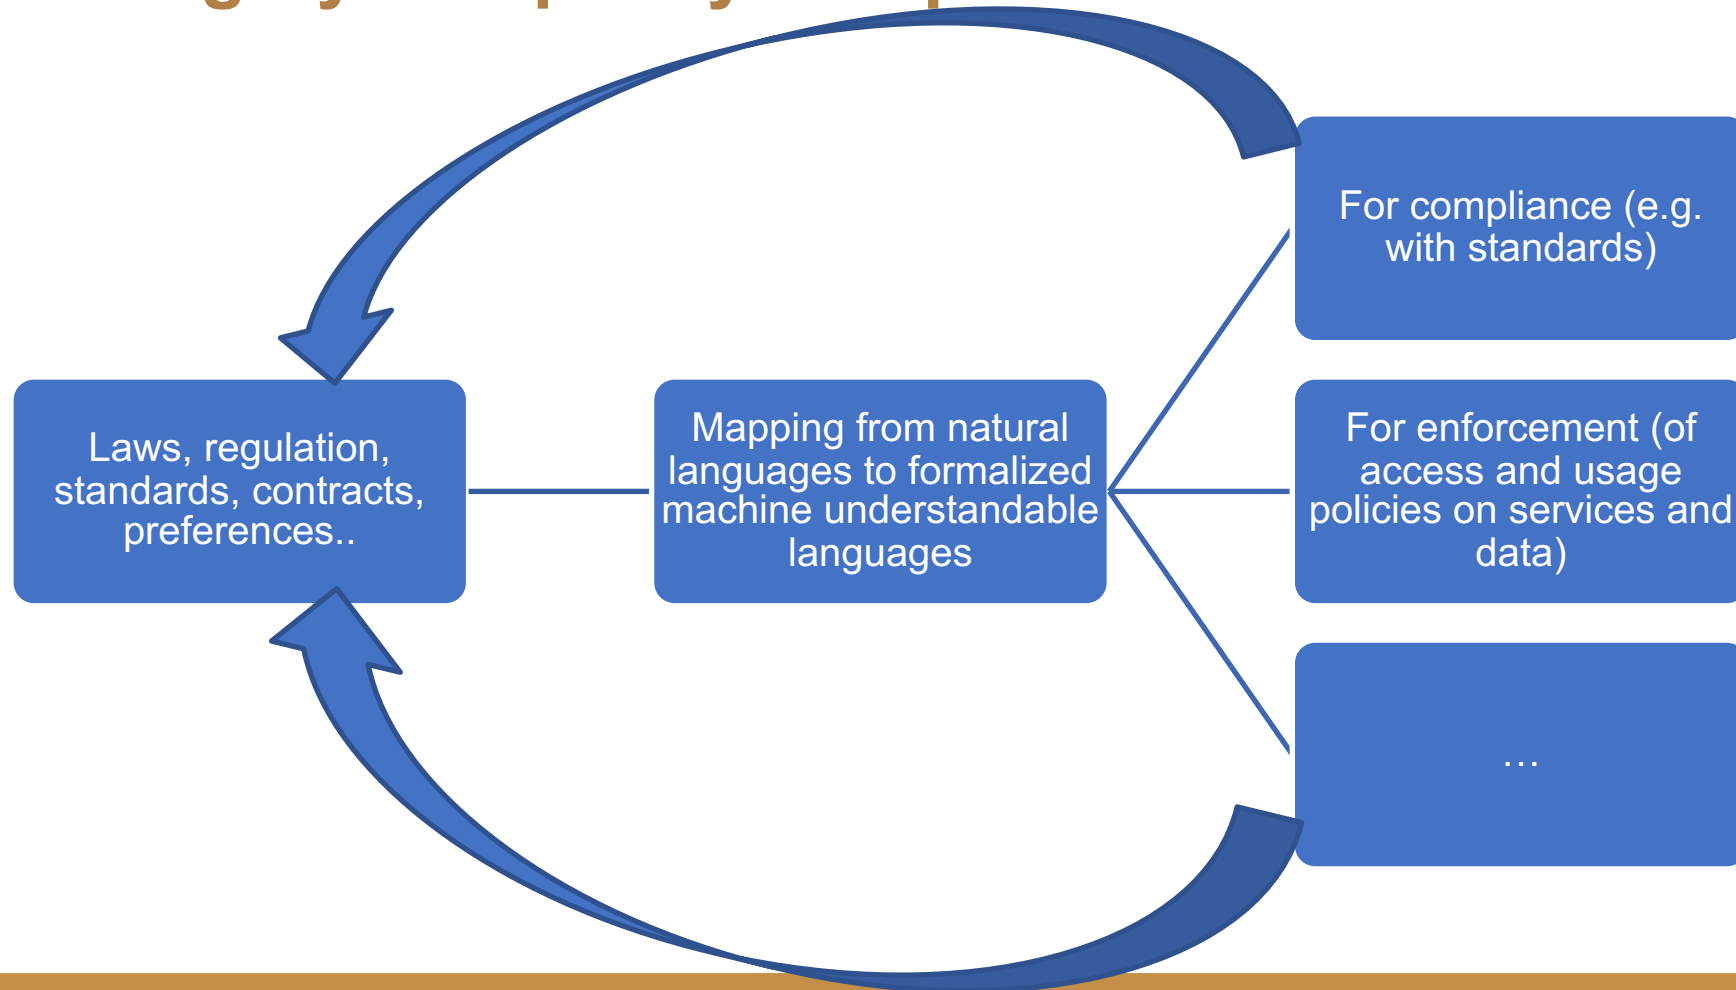 Laws, regulation,
standards, contracts,
preferences..
Mapping from natural
languages to formalized
machine understandable
languages
For compliance (e.g.
with standards)
For enforcement (of
access and usage
policies on services and
data)
…